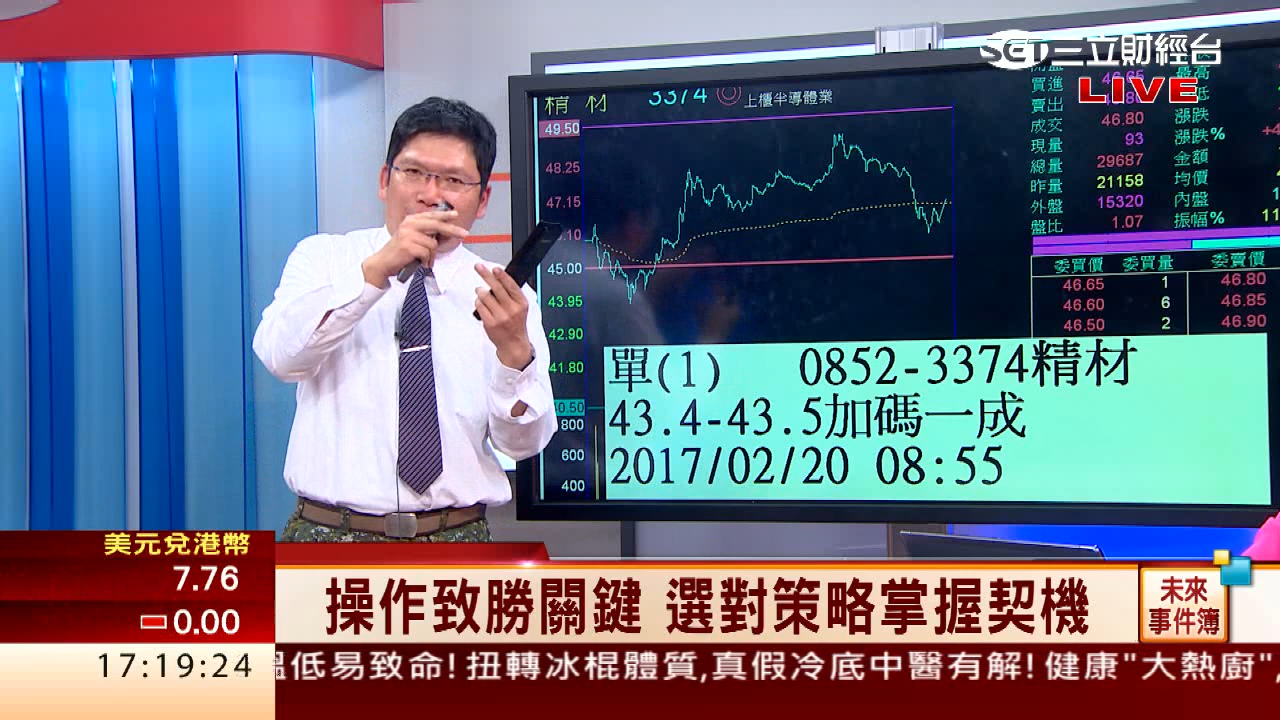 SET三立財經台
LIVE
精材 3374 上櫃半導體業
49.50
48.25
47.15
45.00
43.95
42.90
41.80
800
600
400
買進 46.65
賣出
成交 46.80
現量 93
總量 29687
昨量 21158
外盤 15320
盤比 1.07
最高
漲跌
漲跌%
金額
均價
內盤
振幅% 11
委買價 委買量 委賣價
46.65 1 46.80
46.60 6 46.85
46.50 2 46.90
單(1) 0852-3374精材
43.4-43.5加碼一成
2017/02/20 08:55
美元兌港幣
7.76
0.00
17:19:24
操作致勝關鍵 選對策略掌握契機
未來
事件簿
低易致命!扭轉冰棍體質,真假冷底中醫有解!健康"大熱廚",